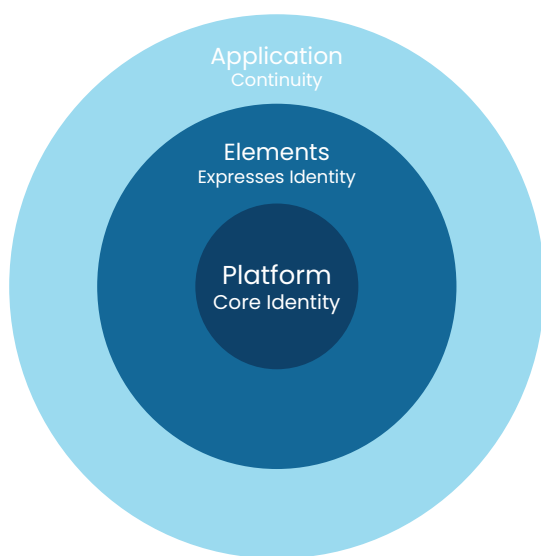 Application
Continuity
Elements
Expresses Identity
Platform
Core Identity